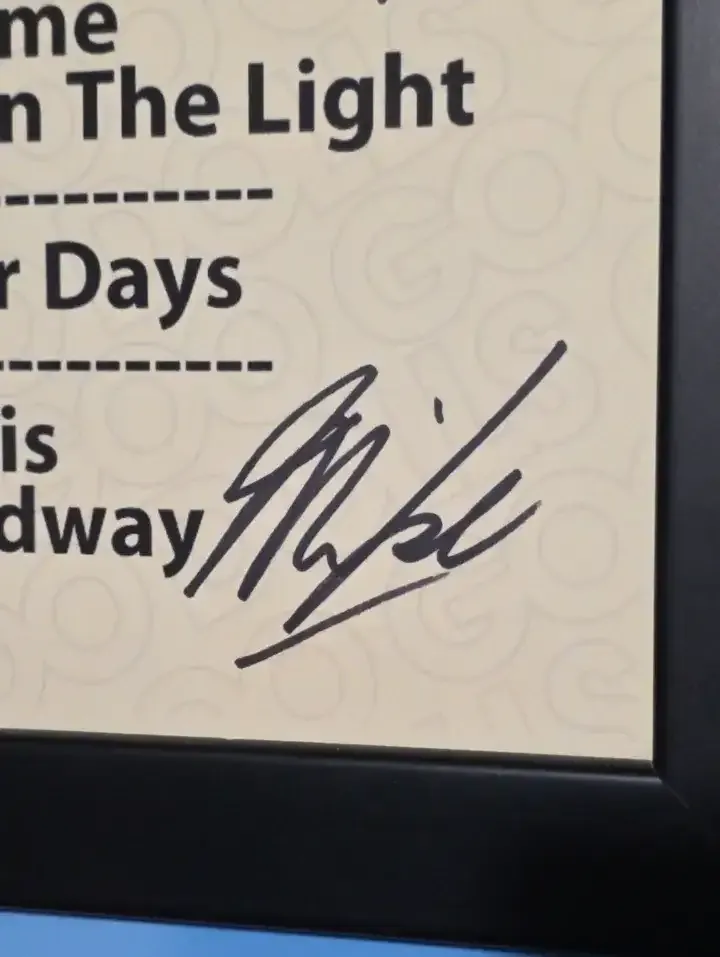 me
n The Light
----------
r Days
----------
is
dway